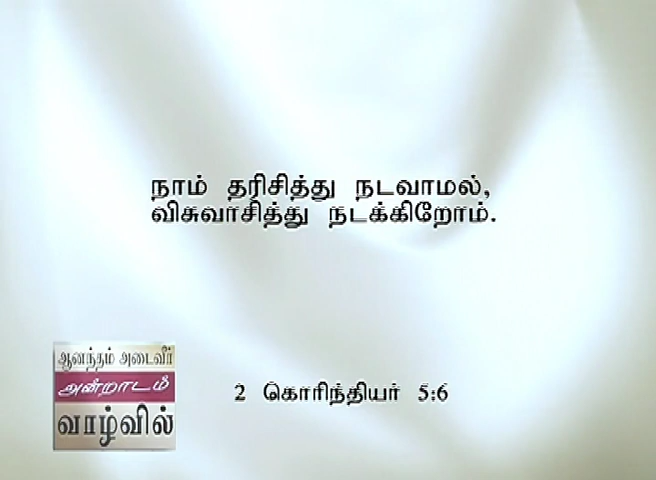 நாம் தரிசித்து நடவாமல்,
விசுவாசித்து நடக்கிறோம்.
ஆனந்தம் அடைவீர்
அன்றாடம்
வாழ்வில்
2 கொரிந்தியர் 5:6